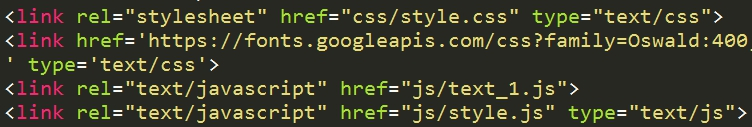 <link rel="stylesheet" href="css/style.css" type="text/css">
<link href='https://fonts.googleapis.com/css?family=Oswald:400,
' type='text/css'>
<link rel="text/javascript" href="js/text_1.js">
<link rel="text/javascript" href="js/style.js" type="text/js">